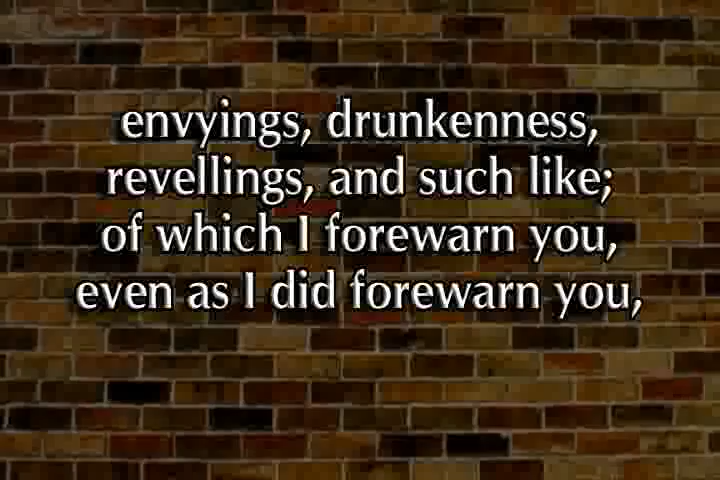 envyings, drunkenness,
revellings, and such like;
of which I forewarn you,
even as I did forewarn you,